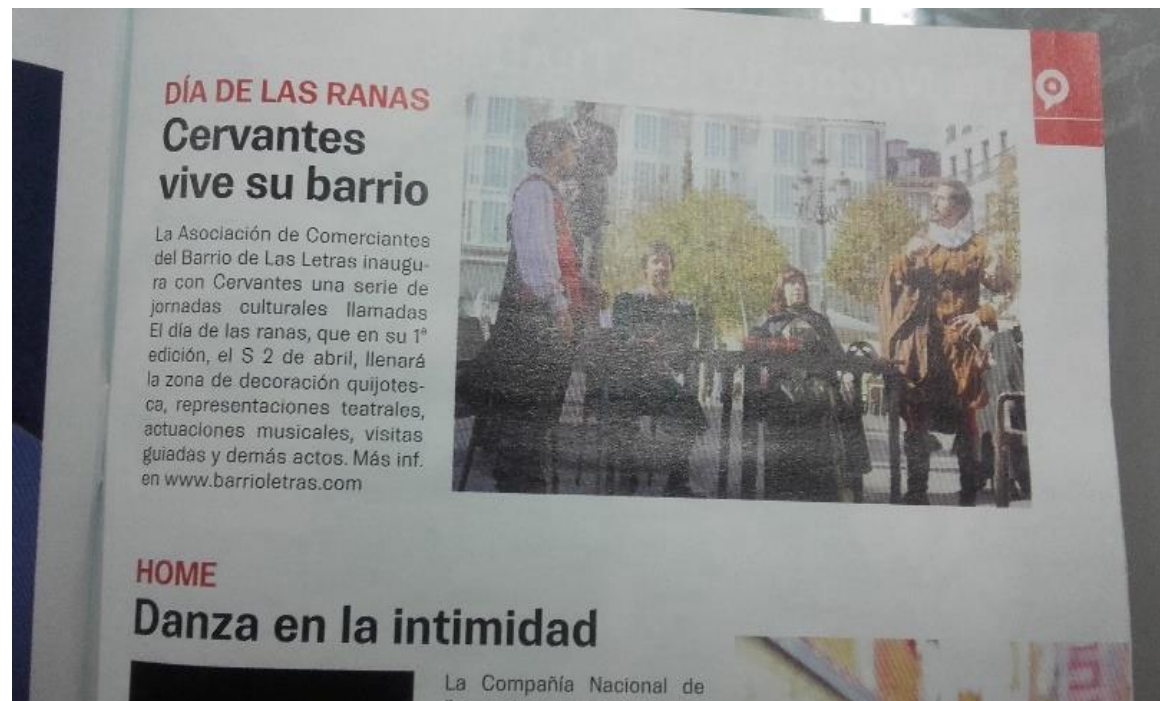 DÍA DE LAS RANAS
Cervantes
vive su barrio
La Asociación de Comerciantes
del Barrio de Las Letras inaugu-
ra con Cervantes una serie de
jornadas culturales llamadas
El día de las ranas, que en su 1ª
edición, el S 2 de abril, llenará
la zona de decoración quijotes-
ca, representaciones teatrales,
actuaciones musicales, visitas
guiadas y demás actos. Más inf.
en www.barrioletras.com
HOME
Danza en la intimidad
La Compañía Nacional de